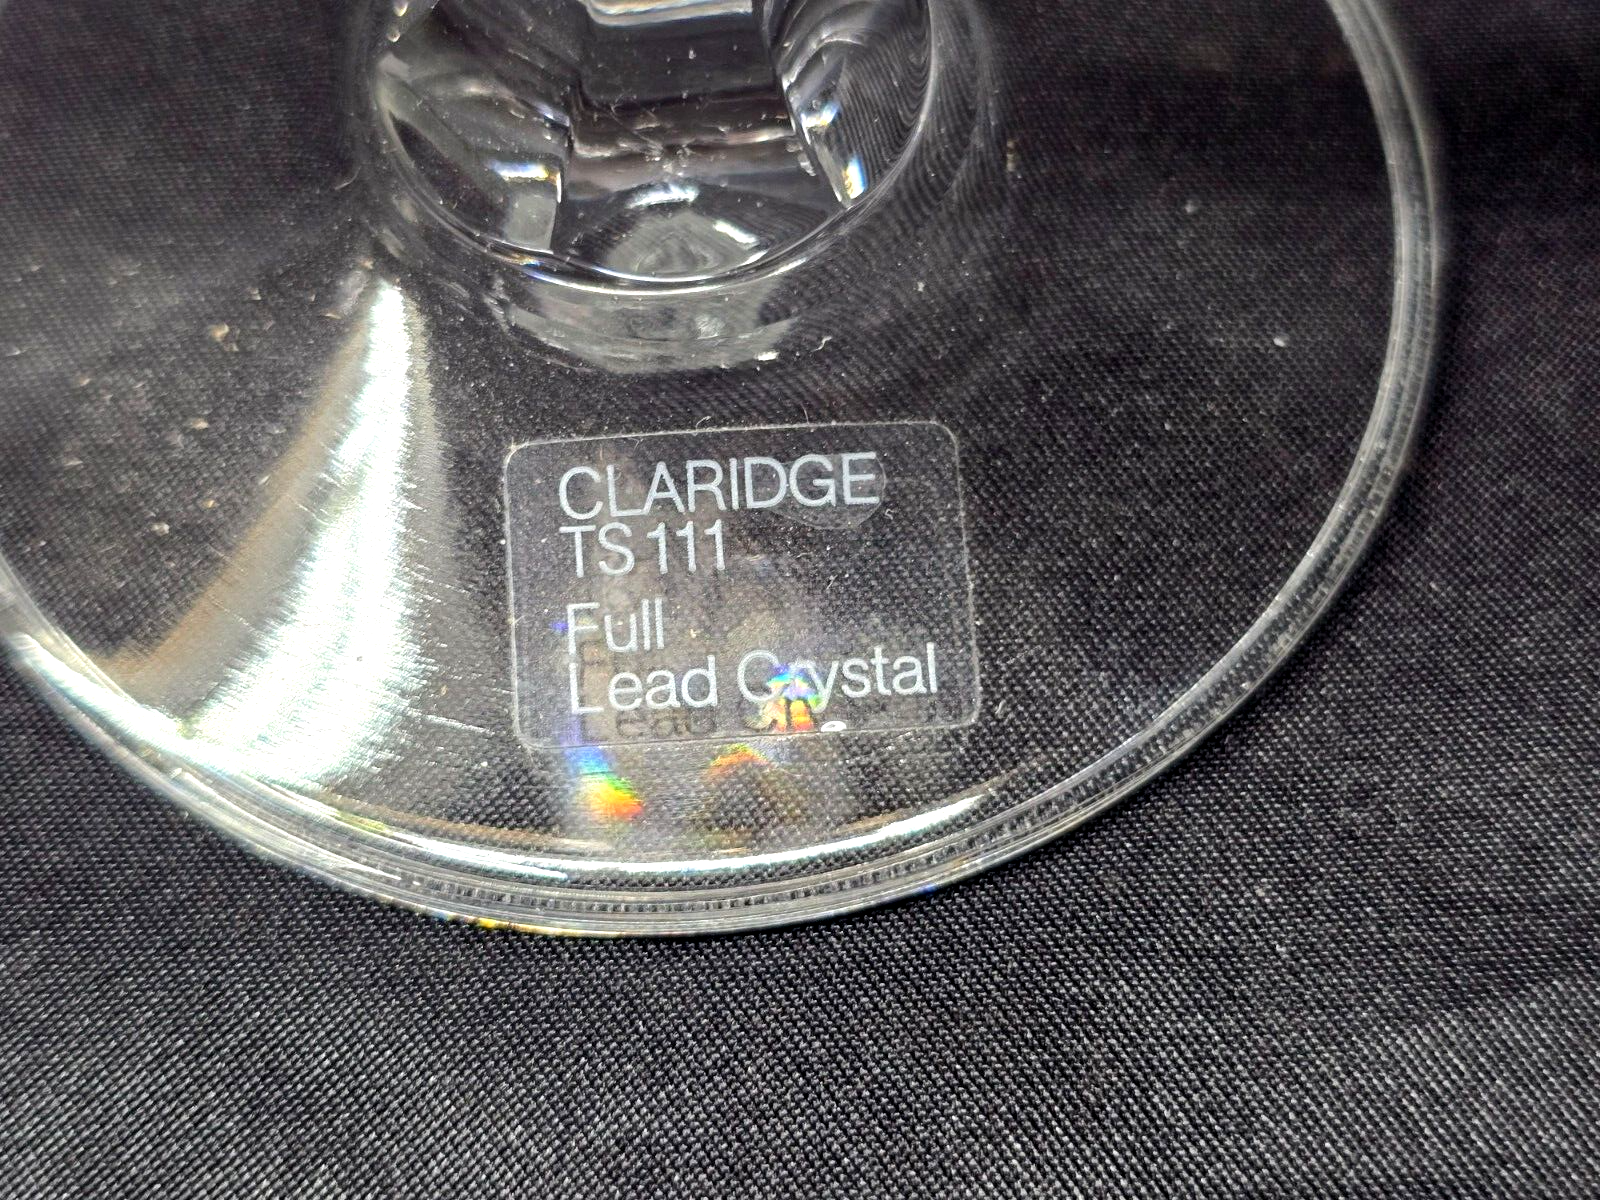 CLARIDGE
TS 111
Full
Lead Crystal